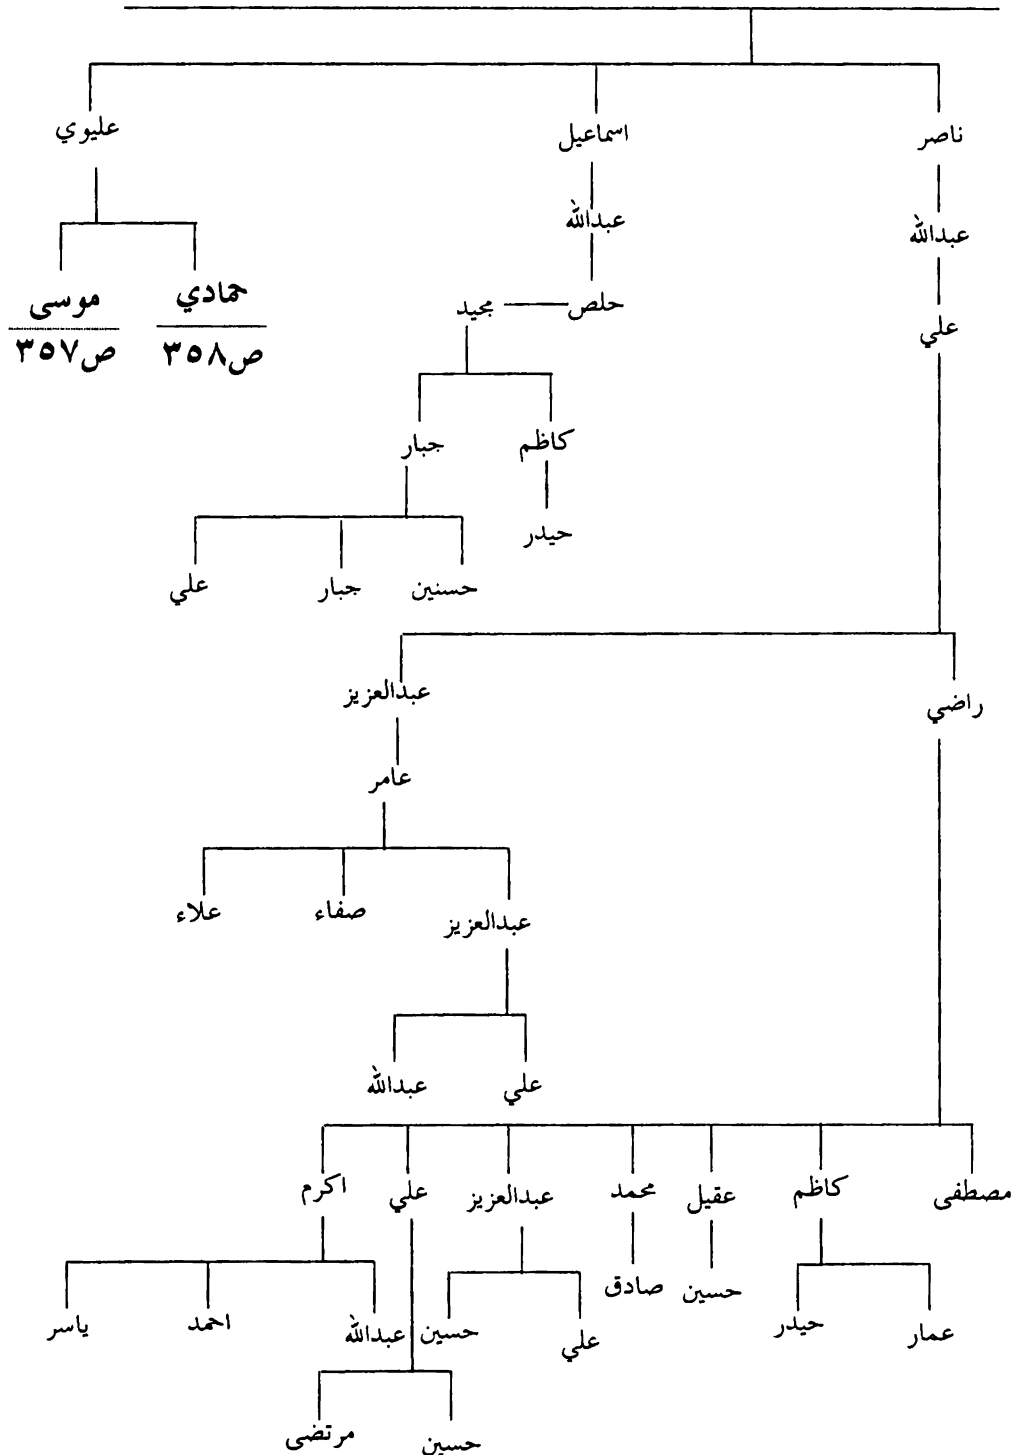 ناصر اسماعيل عليوي
عبدالله عبدالله
حمادي موسى
ص٣٥٨ ص٣٥٧
حلص مجيد
علي
كاظم جبار
حيدر
حسنين جبار علي
راضي عبدالعزيز
عامر
عبدالعزيز صفاء علاء
علي عبدالله
مصطفى كاظم عقيل محمد عبدالعزيز علي اكرم
عمار حيدر حسين صادق علي حسين عبدالله احمد ياسر
حسين مرتضى